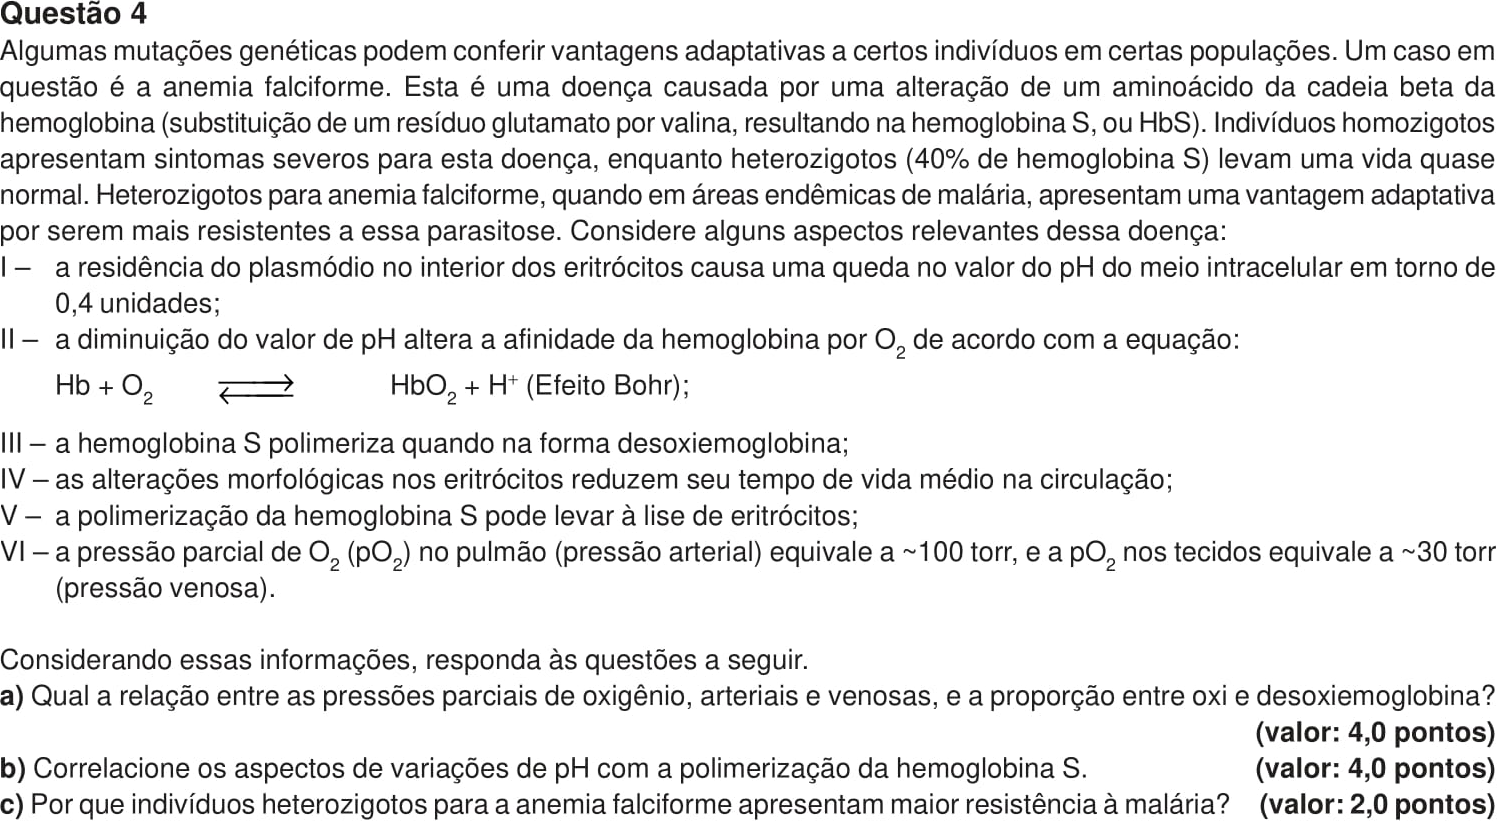 Questão 4
Algumas mutações genéticas podem conferir vantagens adaptativas a certos indivíduos em certas populações. Um caso em
questão é a anemia falciforme. Esta é uma doença causada por uma alteração de um aminoácido da cadeia beta da
hemoglobina (substituição de um resíduo glutamato por valina, resultando na hemoglobina S, ou HbS). Indivíduos homozigotos
apresentam sintomas severos para esta doença, enquanto heterozigotos (40% de hemoglobina S) levam uma vida quase
normal. Heterozigotos para anemia falciforme, quando em áreas endêmicas de malária, apresentam uma vantagem adaptativa
por serem mais resistentes a essa parasitose. Considere alguns aspectos relevantes dessa doença:
I – a residência do plasmódio no interior dos eritrócitos causa uma queda no valor do pH do meio intracelular em torno de
0,4 unidades;
II – a diminuição do valor de pH altera a afinidade da hemoglobina por O₂ de acordo com a equação:
Hb + O₂ ⇄ HbO₂ + H⁺ (Efeito Bohr);
III – a hemoglobina S polimeriza quando na forma desoxiemoglobina;
IV – as alterações morfológicas nos eritrócitos reduzem seu tempo de vida médio na circulação;
V – a polimerização da hemoglobina S pode levar à lise de eritrócitos;
VI – a pressão parcial de O₂ (pO₂) no pulmão (pressão arterial) equivale a ~100 torr, e a pO₂ nos tecidos equivale a ~30 torr
(pressão venosa).
Considerando essas informações, responda às questões a seguir.
a) Qual a relação entre as pressões parciais de oxigênio, arteriais e venosas, e a proporção entre oxi e desoxiemoglobina?
(valor: 4,0 pontos)
b) Correlacione os aspectos de variações de pH com a polimerização da hemoglobina S. (valor: 4,0 pontos)
c) Por que indivíduos heterozigotos para a anemia falciforme apresentam maior resistência à malária? (valor: 2,0 pontos)